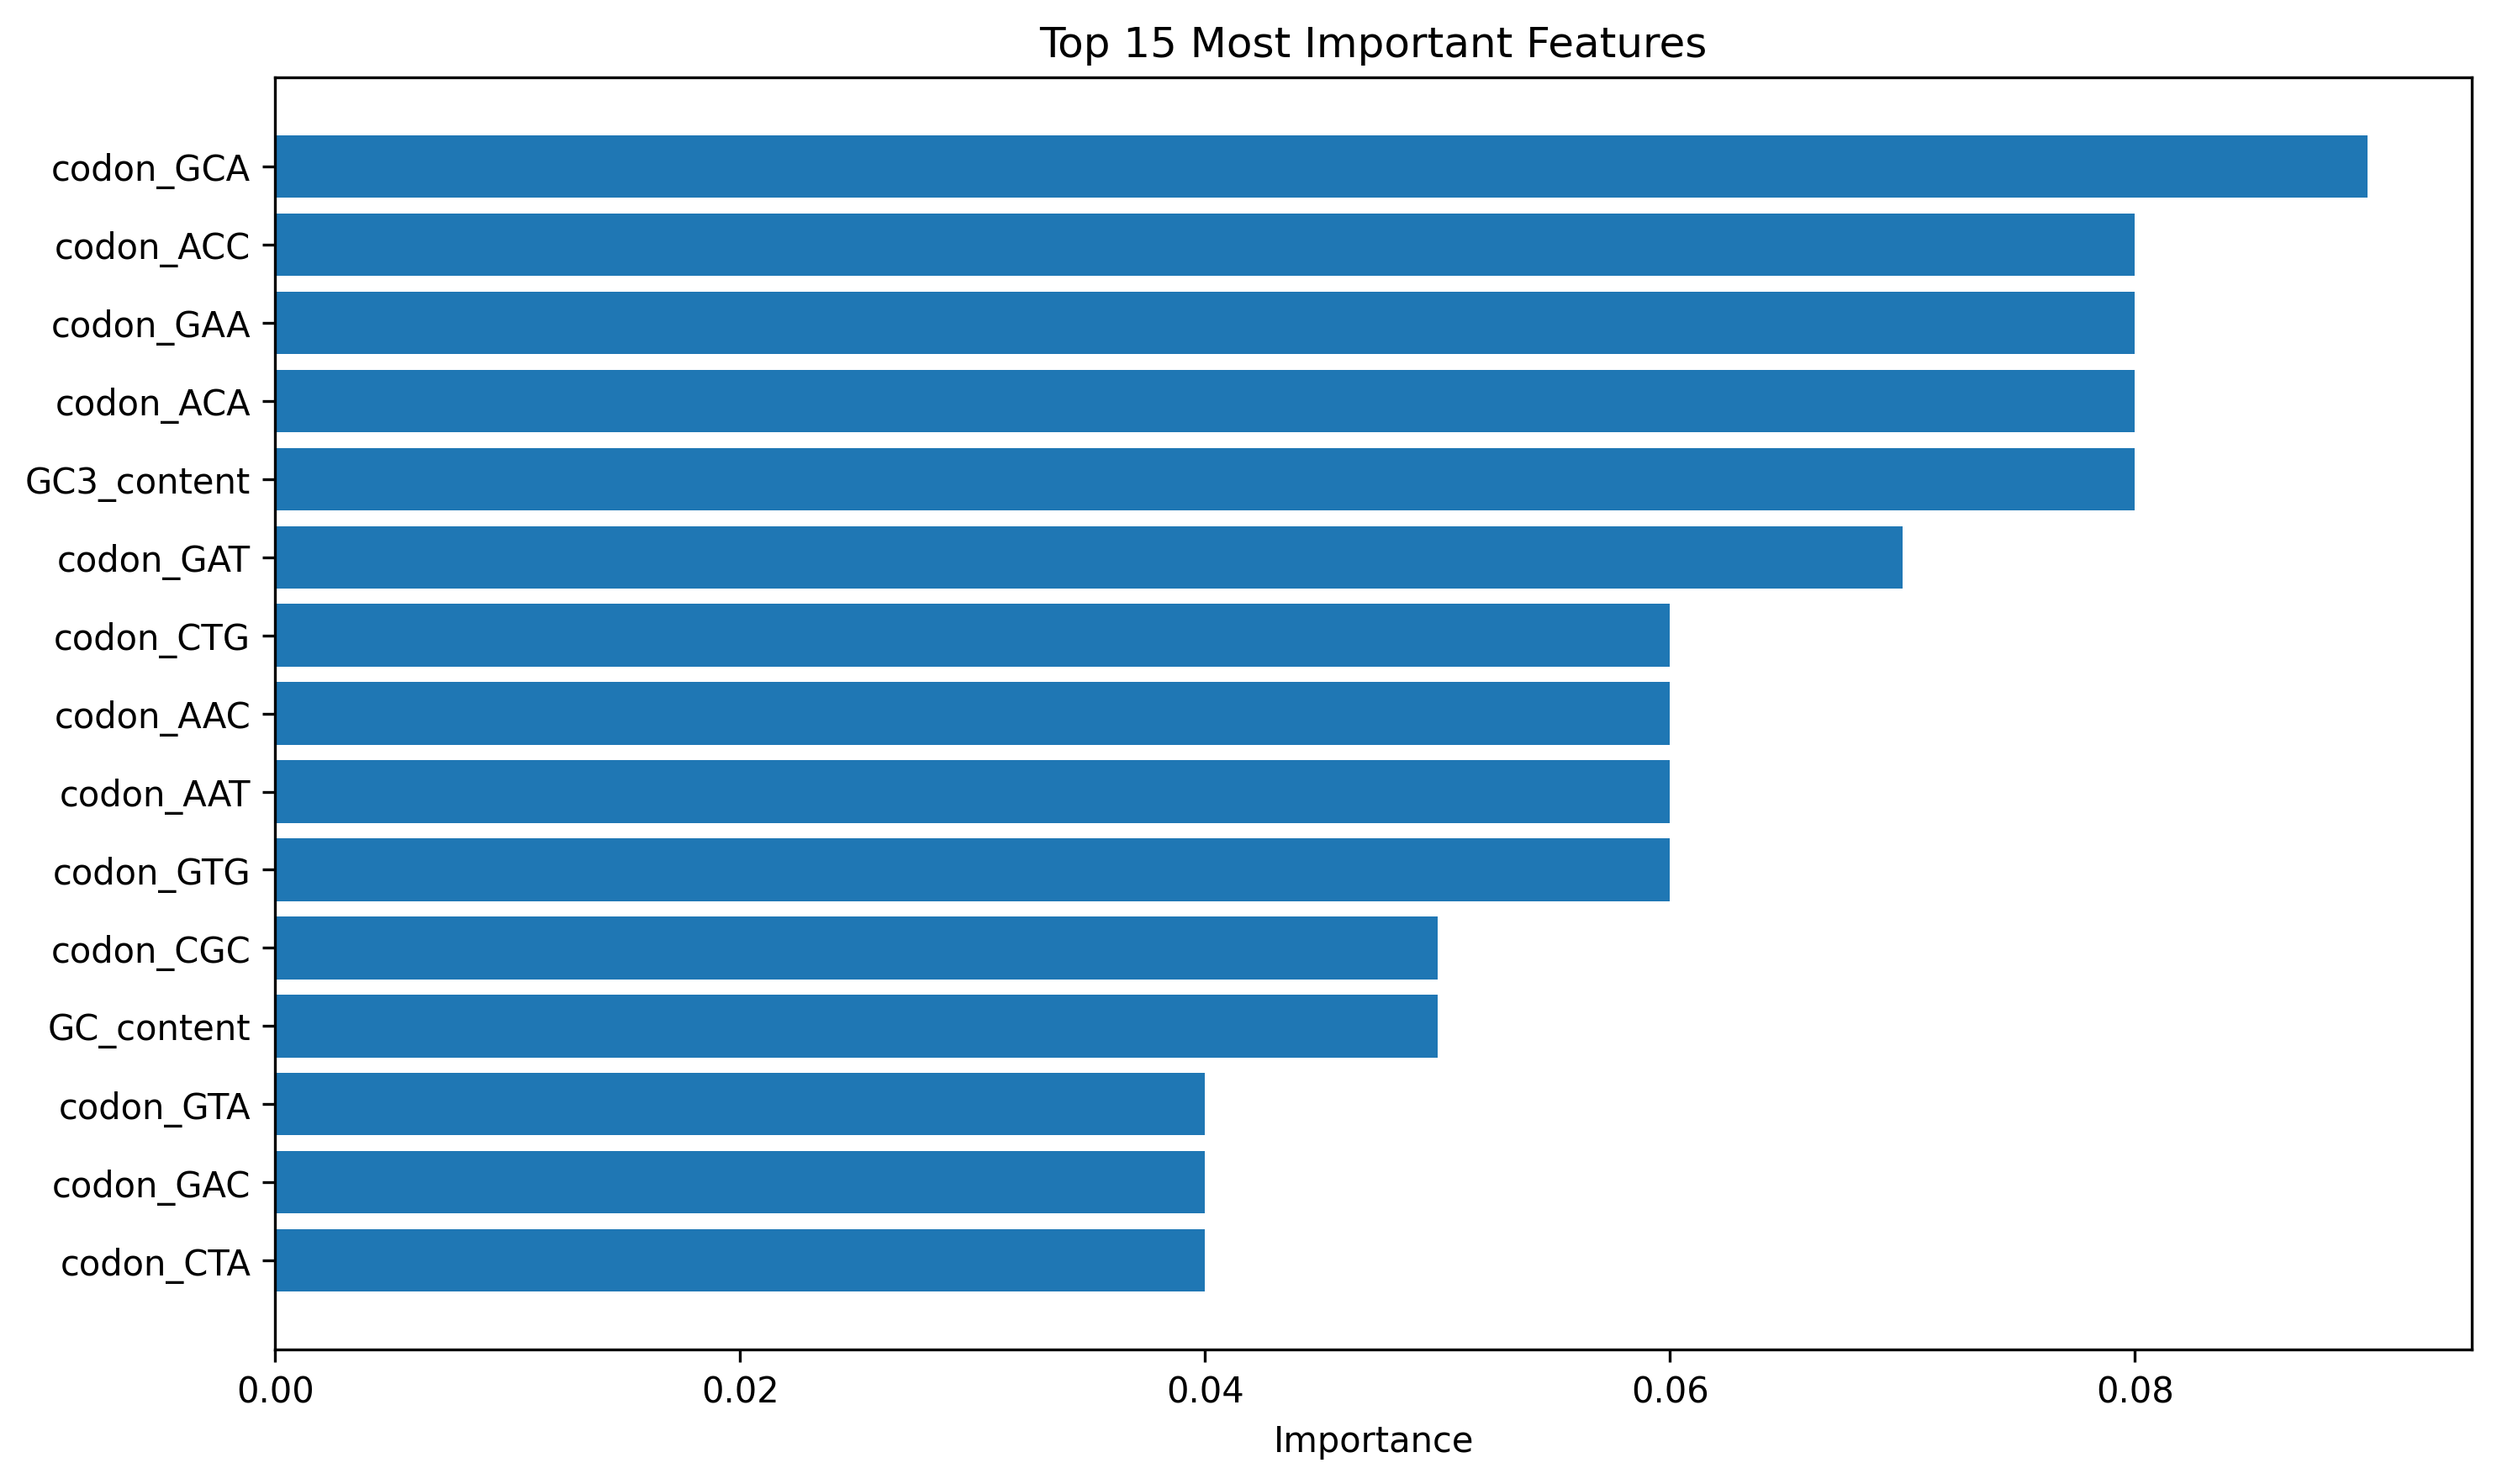 Top 15 Most Important Features
codon_GCA
codon_ACC
codon_GAA
codon_ACA
GC3_content
codon_GAT
codon_CTG
codon_AAC
codon_AAT
codon_GTG
codon_CGC
GC_content
codon_GTA
codon_GAC
codon_CTA
0.00 0.02 0.04 0.06 0.08
Importance